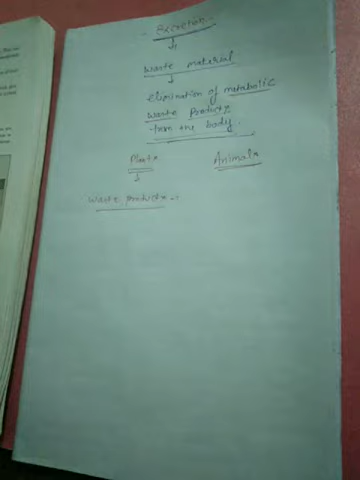 - Excretion -
waste material
elimination of metabolic
waste products
from the body.
Plants
Animals
waste products -